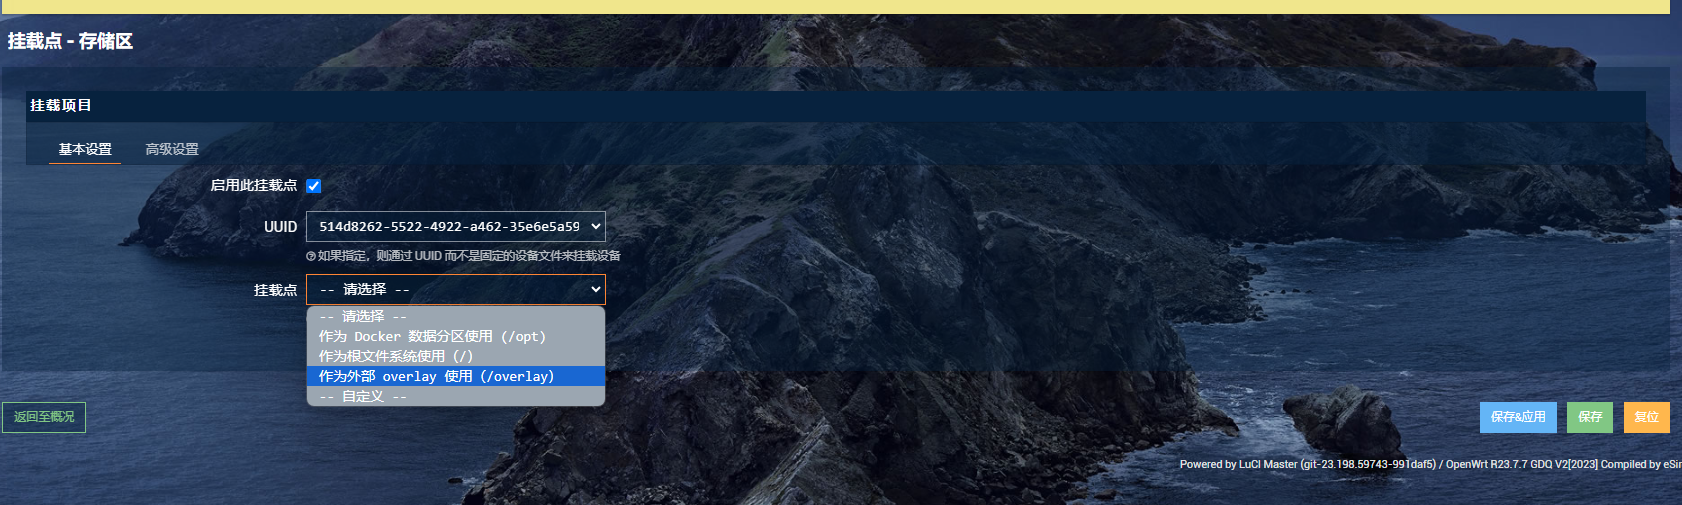 挂载点 - 存储区
挂载项目
基本设置 高级设置
启用此挂载点
UUID 514d8262-5522-4922-a462-35e6e5a59
如果指定，则通过 UUID 而不是固定的设备文件来挂载设备
挂载点 -- 请选择 --
-- 请选择 --
作为 Docker 数据分区使用（/opt）
作为根文件系统使用（/）
作为外部 overlay 使用（/overlay）
-- 自定义 --
返回至概况 保存&应用 保存 复位
Powered by LuCI Master (git-23.198.59743-991daf5) / OpenWrt R23.7.7 GDQ V2[2023] Compiled by eSir